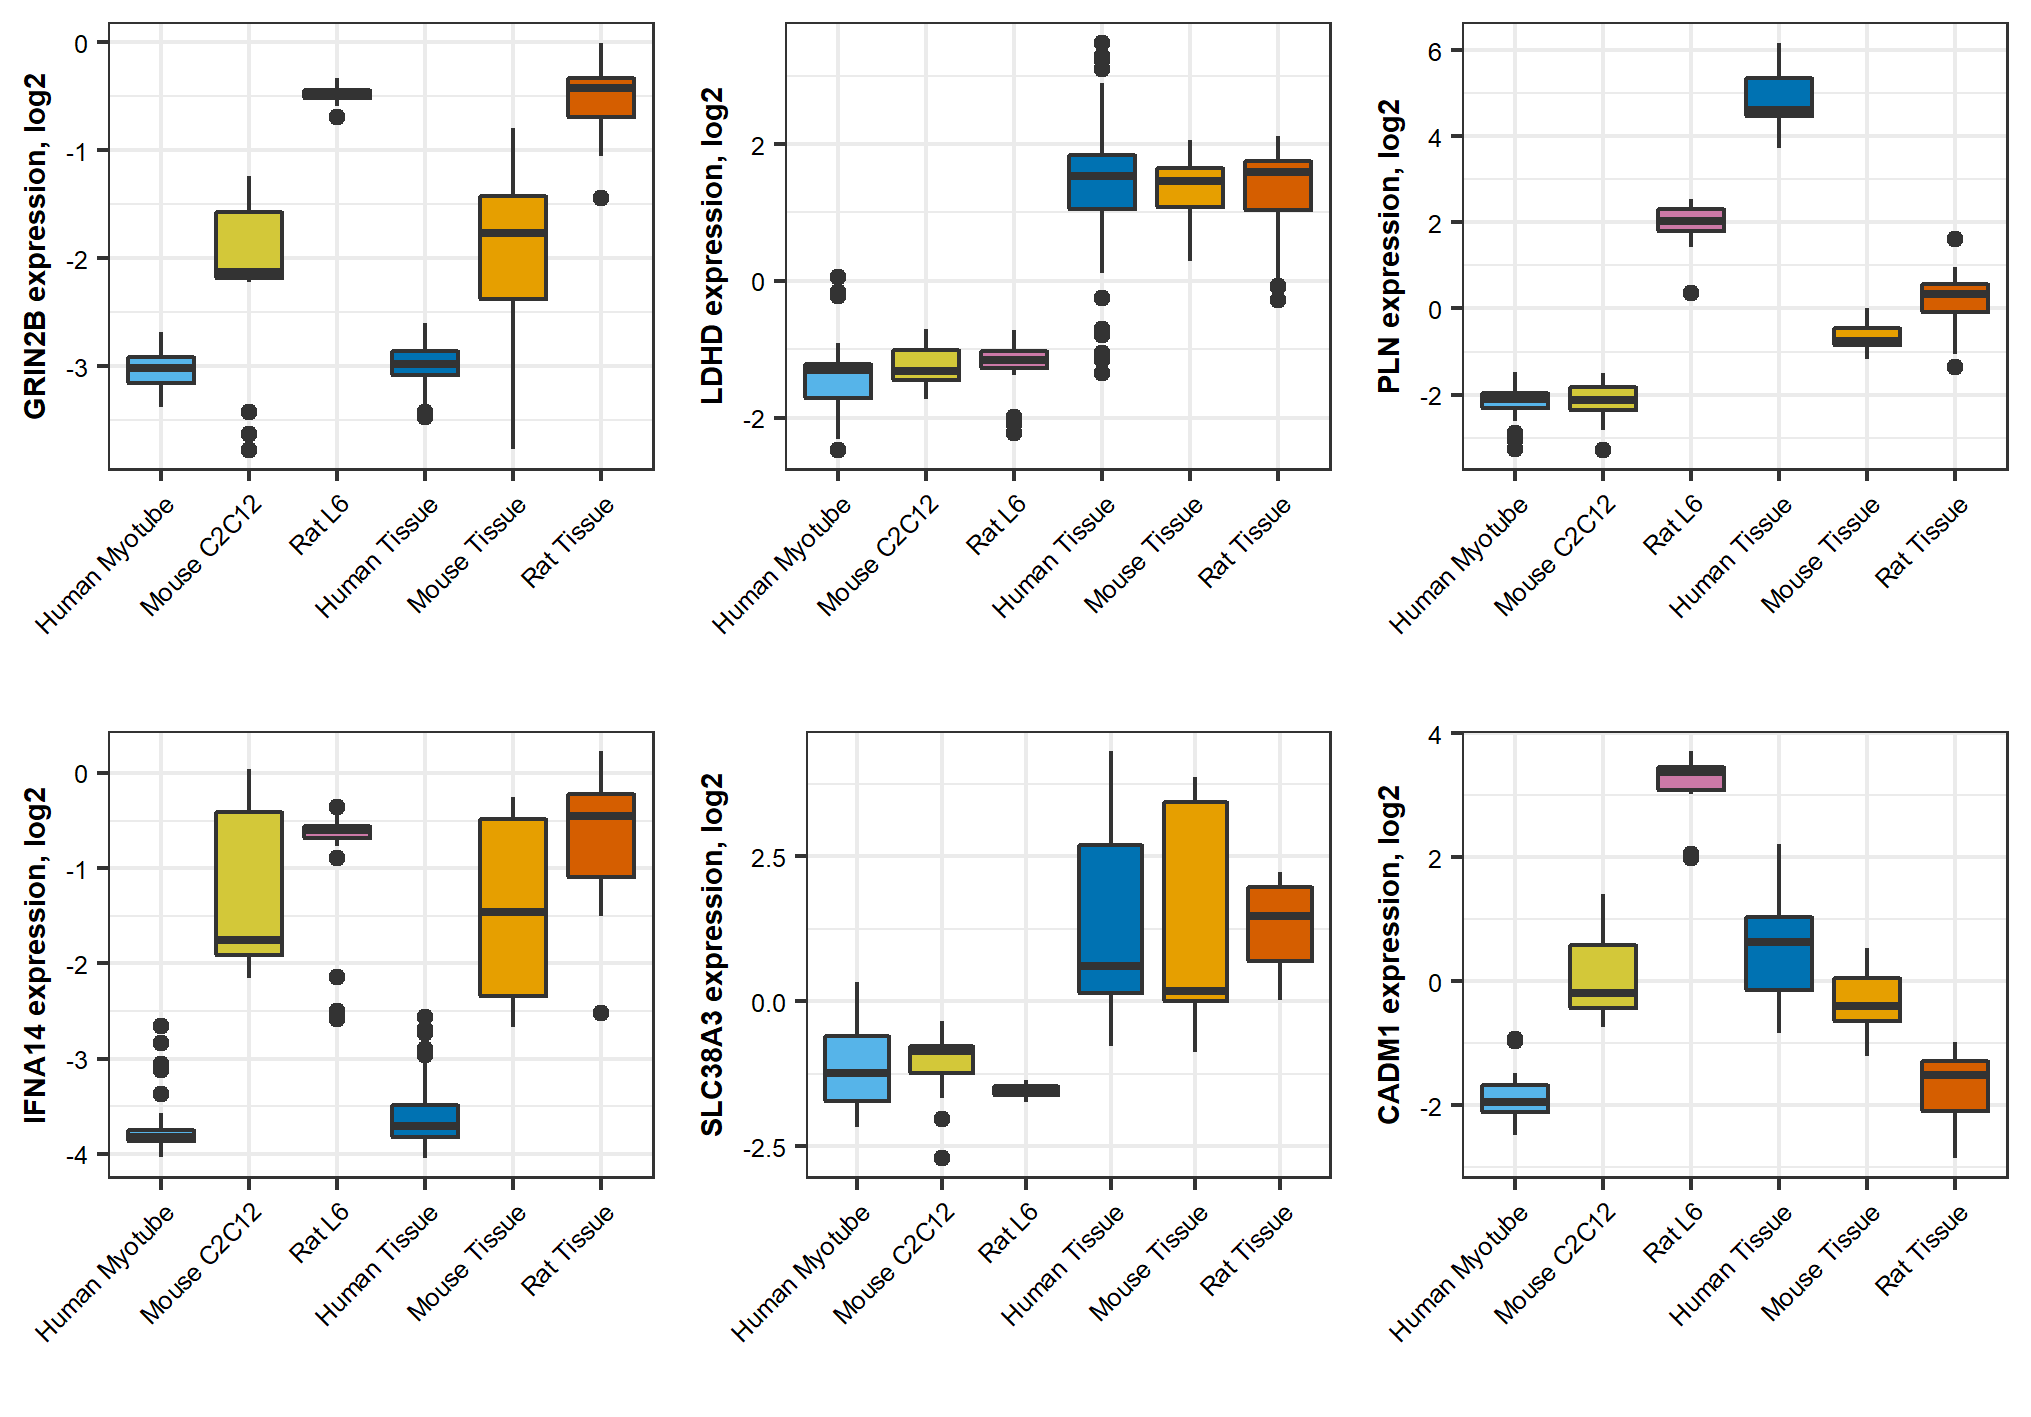 GRIN2B expression, log2
0
-1
-2
-3
Human Myotube
Mouse C2C12
Rat L6
Human Tissue
Mouse Tissue
Rat Tissue
LDHD expression, log2
2
0
-2
Human Myotube
Mouse C2C12
Rat L6
Human Tissue
Mouse Tissue
Rat Tissue
PLN expression, log2
6
4
2
0
-2
Human Myotube
Mouse C2C12
Rat L6
Human Tissue
Mouse Tissue
Rat Tissue
IFNA14 expression, log2
0
-1
-2
-3
-4
Human Myotube
Mouse C2C12
Rat L6
Human Tissue
Mouse Tissue
Rat Tissue
SLC38A3 expression, log2
2.5
0.0
-2.5
Human Myotube
Mouse C2C12
Rat L6
Human Tissue
Mouse Tissue
Rat Tissue
CADM1 expression, log2
4
2
0
-2
Human Myotube
Mouse C2C12
Rat L6
Human Tissue
Mouse Tissue
Rat Tissue